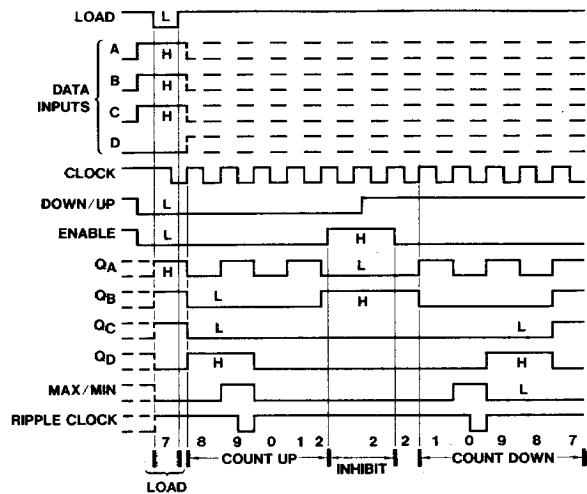 LOAD L
A H
B H
C H
D
DATA INPUTS
CLOCK
DOWN/UP L
ENABLE L H
QA H L
QB L H
QC L L
QD H H
MAX/MIN L
RIPPLE CLOCK
7 8 9 0 1 2 2 2 1 0 9 8 7
COUNT UP INHIBIT COUNT DOWN
LOAD